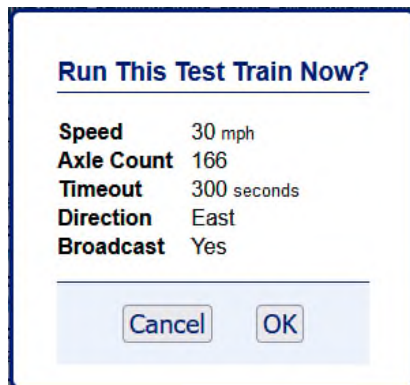 Run This Test Train Now?
Speed 30 mph
Axle Count 166
Timeout 300 seconds
Direction East
Broadcast Yes
Cancel OK